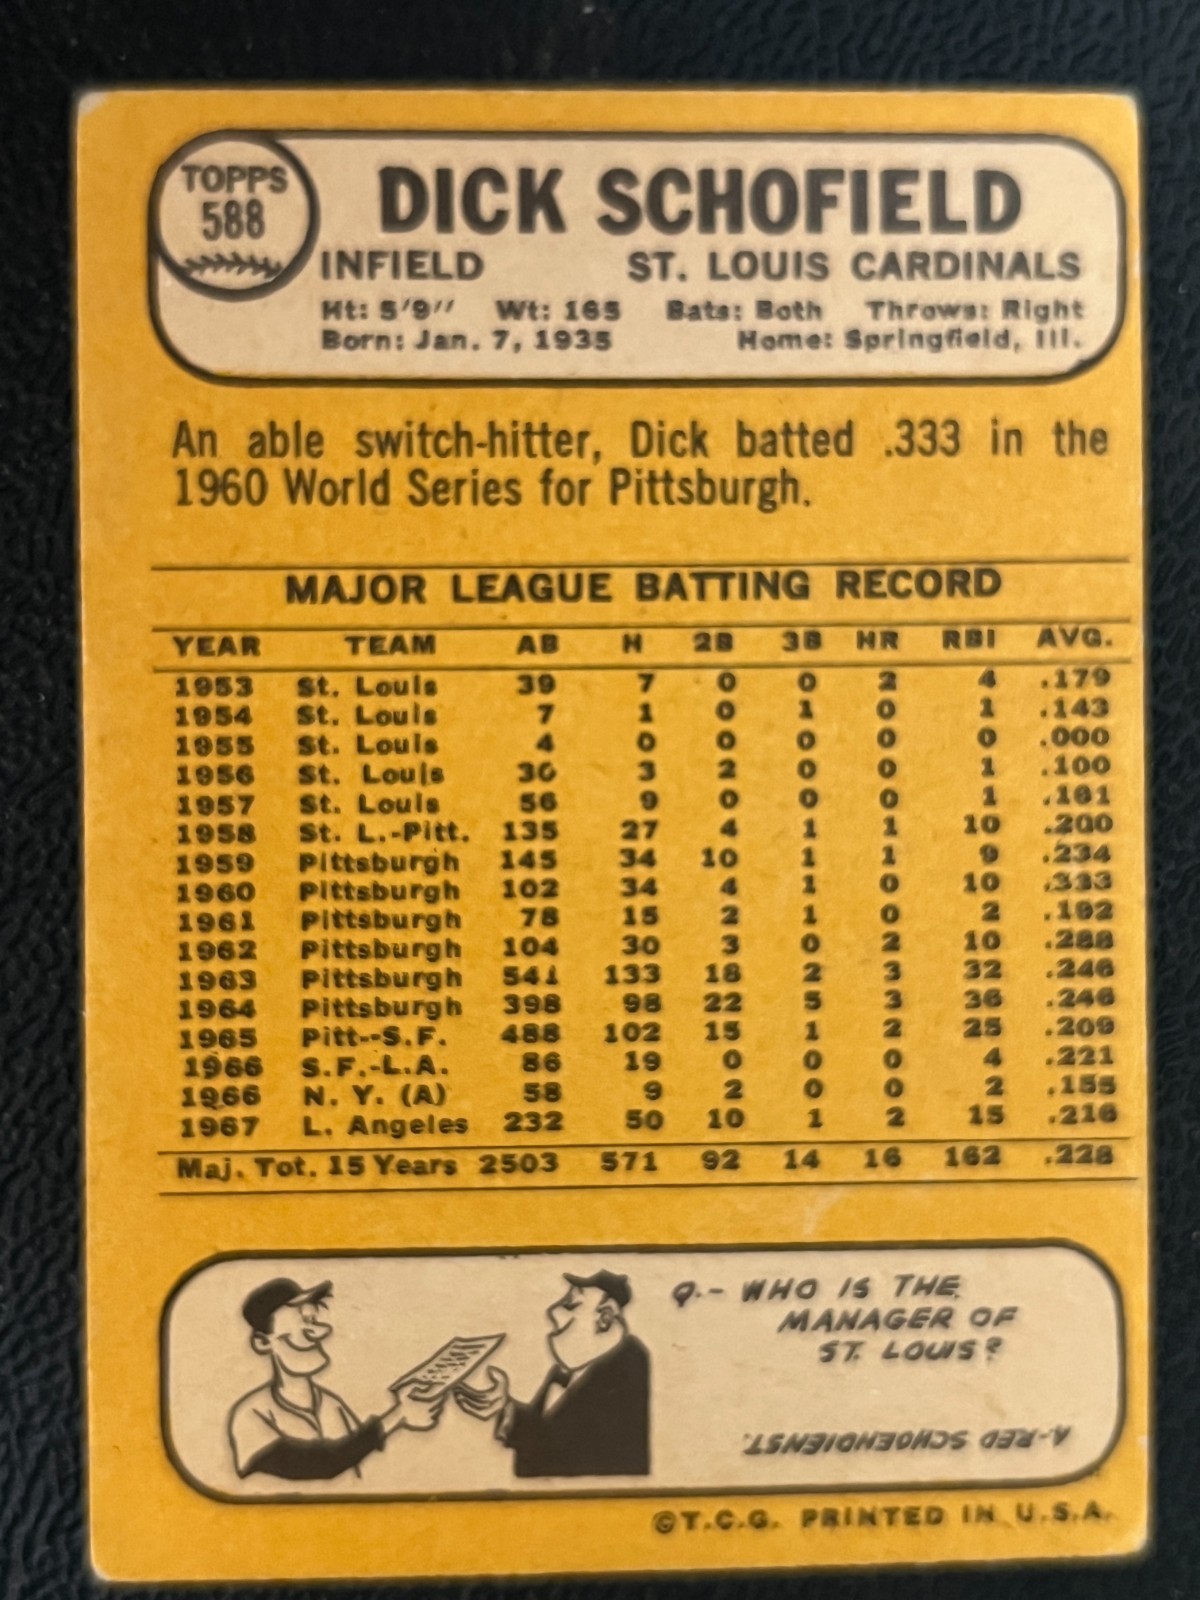 TOPPS
588
DICK SCHOFIELD
INFIELD ST. LOUIS CARDINALS
Ht: 5'9" Wt: 165 Bats: Both Throws: Right
Born: Jan. 7, 1935 Home: Springfield, Ill.
An able switch-hitter, Dick batted .333 in the
1960 World Series for Pittsburgh.
MAJOR LEAGUE BATTING RECORD
YEAR TEAM AB H 2B 3B HR RBI AVG.
1953 St. Louis 39 7 0 0 2 4 .179
1954 St. Louis 7 1 0 1 0 1 .143
1955 St. Louis 4 0 0 0 0 0 .000
1956 St. Louis 30 3 2 0 0 1 .100
1957 St. Louis 56 9 0 0 0 1 .161
1958 St. L.-Pitt. 135 27 4 1 1 10 .200
1959 Pittsburgh 145 34 10 1 1 9 .234
1960 Pittsburgh 102 34 4 1 0 10 .333
1961 Pittsburgh 78 15 2 1 0 2 .192
1962 Pittsburgh 104 30 3 0 2 10 .288
1963 Pittsburgh 541 133 18 2 3 32 .246
1964 Pittsburgh 398 98 22 5 3 36 .246
1965 Pitt--S.F. 488 102 15 1 2 25 .209
1966 S.F.-L.A. 86 19 0 0 0 4 .221
1966 N. Y. (A) 58 9 2 0 0 2 .155
1967 L. Angeles 232 50 10 1 2 15 .216
Maj. Tot. 15 Years 2503 571 92 14 16 162 .228
Q.- WHO IS THE
MANAGER OF
ST. LOUIS?
A-RED SCHOENDIENST.
©T.C.G. PRINTED IN U.S.A.